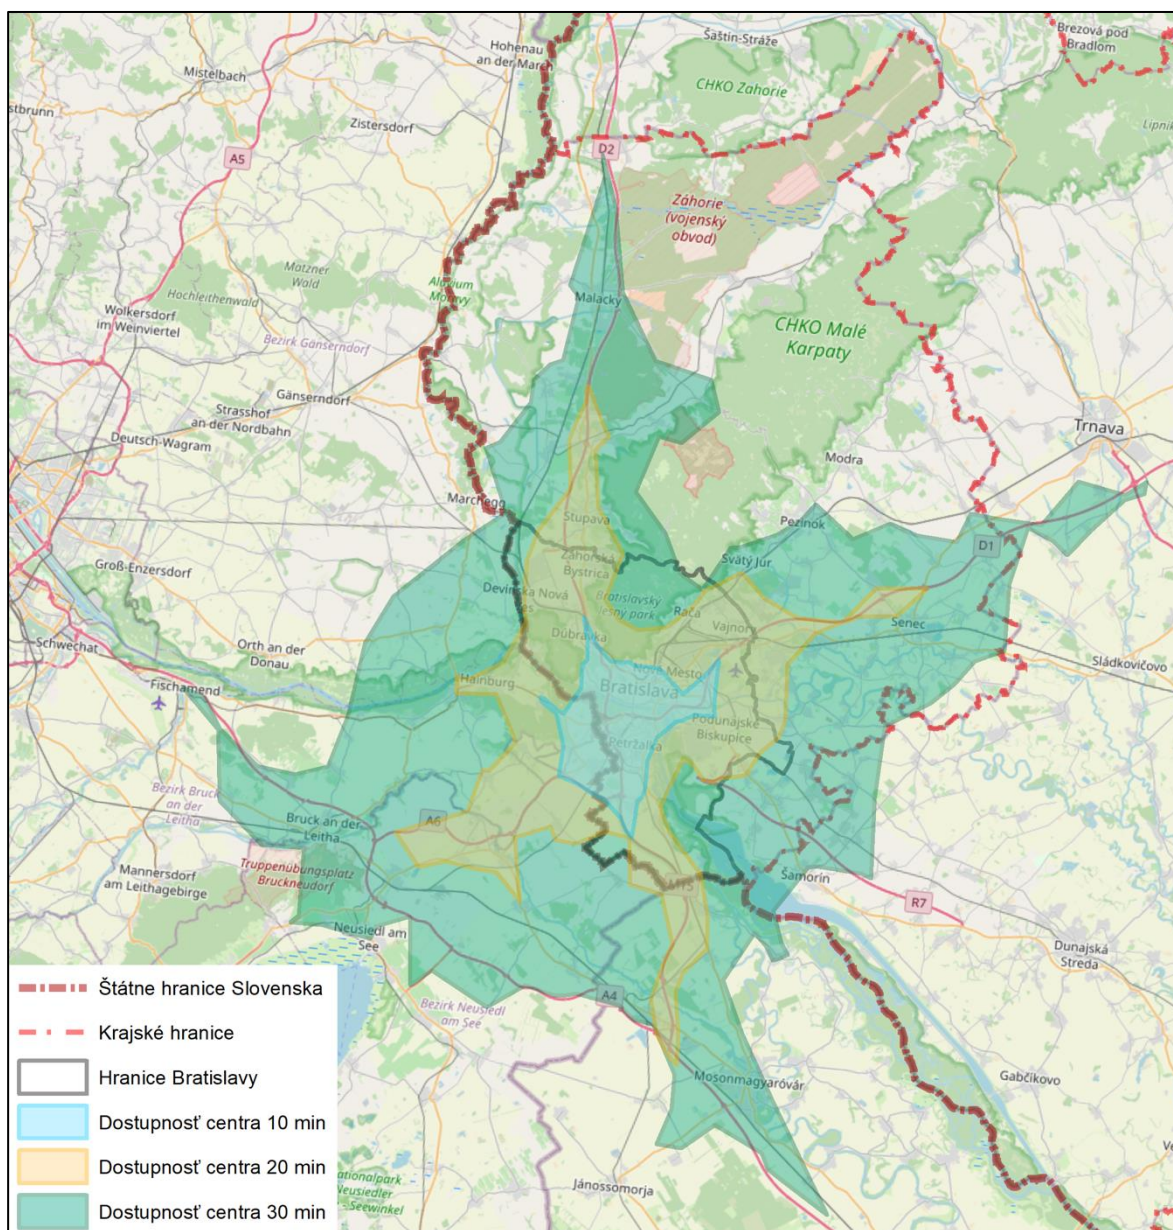 Hohenau
an der March
Šaštín-Stráže
Brezová pod
Bradlom
Mistelbach
CHKO Záhorie
Zistersdorf
D2
A5
Záhorie
(vojenský
obvod)
Matzner
Wald
Hochleithenwald
Malacky
Wolkersdorf
im Weinviertel
Bezirk Gänserndorf
CHKO Malé
Karpaty
Gänserndorf
Strasshof
an der Nordbahn
Deutsch-Wagram
Trnava
Modra
Marchegg
Stupava
Pezinok
Záhorská
Bystrica
Svätý Jur
D1
Groß-Enzersdorf
Devínska Nová
Ves
Bratislavský
lesný park
Rača
Vajnory
Senec
Dúbravka
Schwechat
Orth an der
Donau
Nové Mesto
Sládkovičovo
Hainburg
Fischamend
Bratislava
Podunajské
Biskupice
Petržalka
Bezirk Bruck
an der
Leitha
Bruck an der
Leitha
A6
Truppenübungsplatz
Bruckneudorf
Mannersdorf
am Leithagebirge
Šamorín
M15
R7
Neusiedl am
See
Dunajská
Streda
A4
Bezirk Neusiedl
am See
Gabčíkovo
Mosonmagyaróvár
Jánossomorja
Štátne hranice Slovenska
Krajské hranice
Hranice Bratislavy
Dostupnosť centra 10 min
Dostupnosť centra 20 min
Dostupnosť centra 30 min